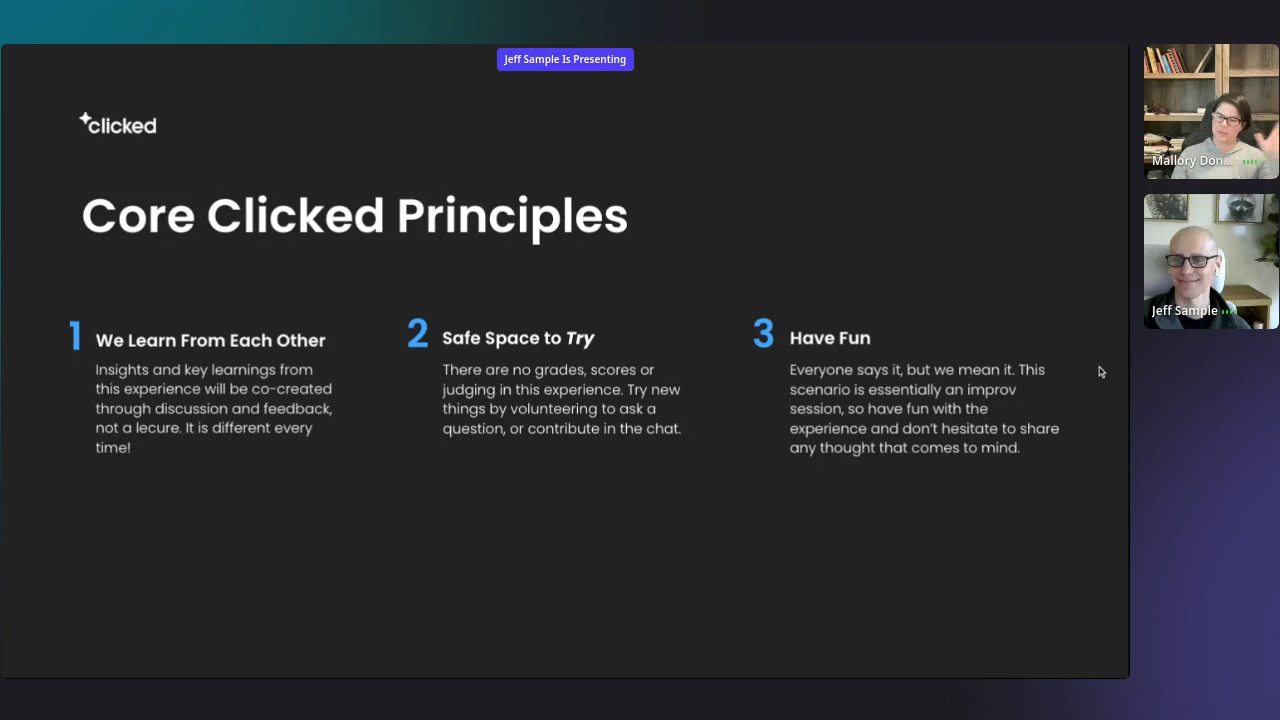 Jeff Sample Is Presenting
clicked
Core Clicked Principles
1
We Learn From Each Other
Insights and key learnings from
this experience will be co-created
through discussion and feedback,
not a lecure. It is different every
time!
2
Safe Space to Try
There are no grades, scores or
judging in this experience. Try new
things by volunteering to ask a
question, or contribute in the chat.
3
Have Fun
Everyone says it, but we mean it. This
scenario is essentially an improv
session, so have fun with the
experience and don't hesitate to share
any thought that comes to mind.
Mallory Don...
Jeff Sample